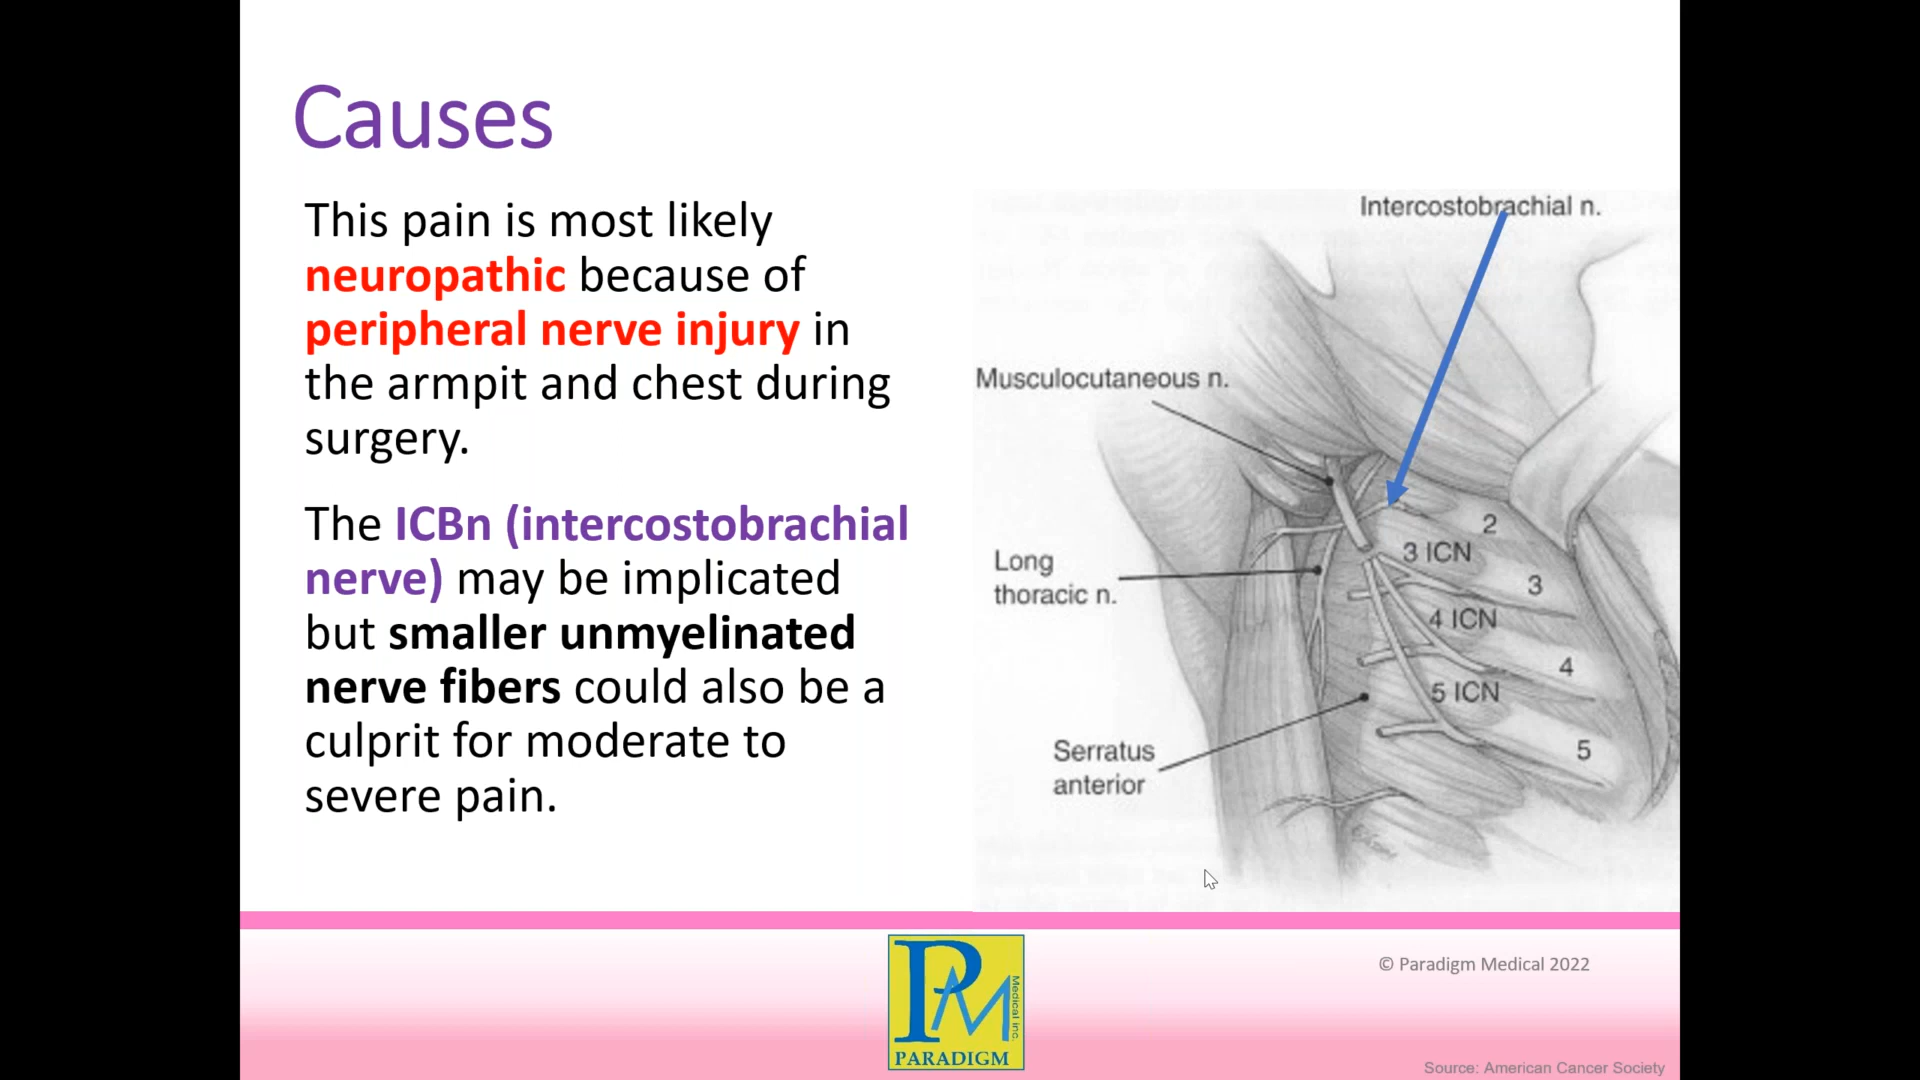 Causes
This pain is most likely
neuropathic because of
peripheral nerve injury in
the armpit and chest during
surgery.
The ICBn (intercostobrachial
nerve) may be implicated
but smaller unmyelinated
nerve fibers could also be a
culprit for moderate to
severe pain.
Intercostobrachial n.
Musculocutaneous n.
Long
thoracic n.
Serratus
anterior
2
3 ICN
3
4 ICN
4
5 ICN
5
PM
Medical inc.
PARADIGM
© Paradigm Medical 2022
Source: American Cancer Society